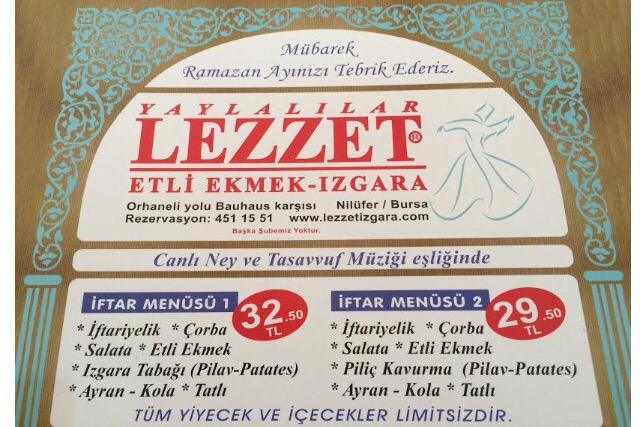 Mübarek
Ramazan Ayınızı Tebrik Ederiz.
YAYLALILAR
LEZZET®
ETLİ EKMEK-IZGARA
Orhaneli yolu Bauhaus karşısı Nilüfer / Bursa
Rezervasyon: 451 15 51 www.lezzetizgara.com
Başka Şubemiz Yoktur.
Canlı Ney ve Tasavvuf Müziği eşliğinde
İFTAR MENÜSÜ 1 32.50 TL
* İftariyelik * Çorba
* Salata * Etli Ekmek
* Izgara Tabağı (Pilav-Patates)
* Ayran - Kola * Tatlı
İFTAR MENÜSÜ 2 29.50 TL
* İftariyelik * Çorba
* Salata * Etli Ekmek
* Piliç Kavurma (Pilav-Patates)
* Ayran - Kola * Tatlı
TÜM YİYECEK VE İÇECEKLER LİMİTSİZDİR.